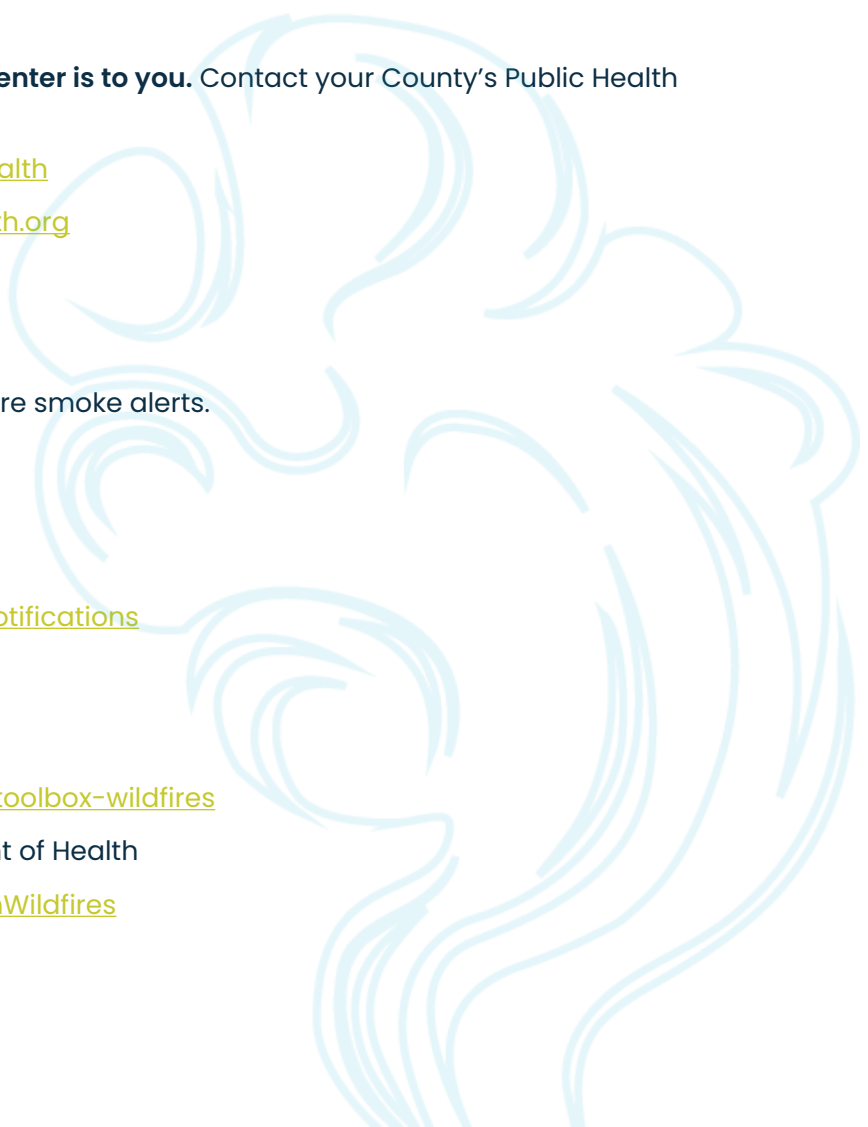 enter is to you. Contact your County’s Public Health
alth
th.org
re smoke alerts.
otifications
toolbox-wildfires
t of Health
Wildfires